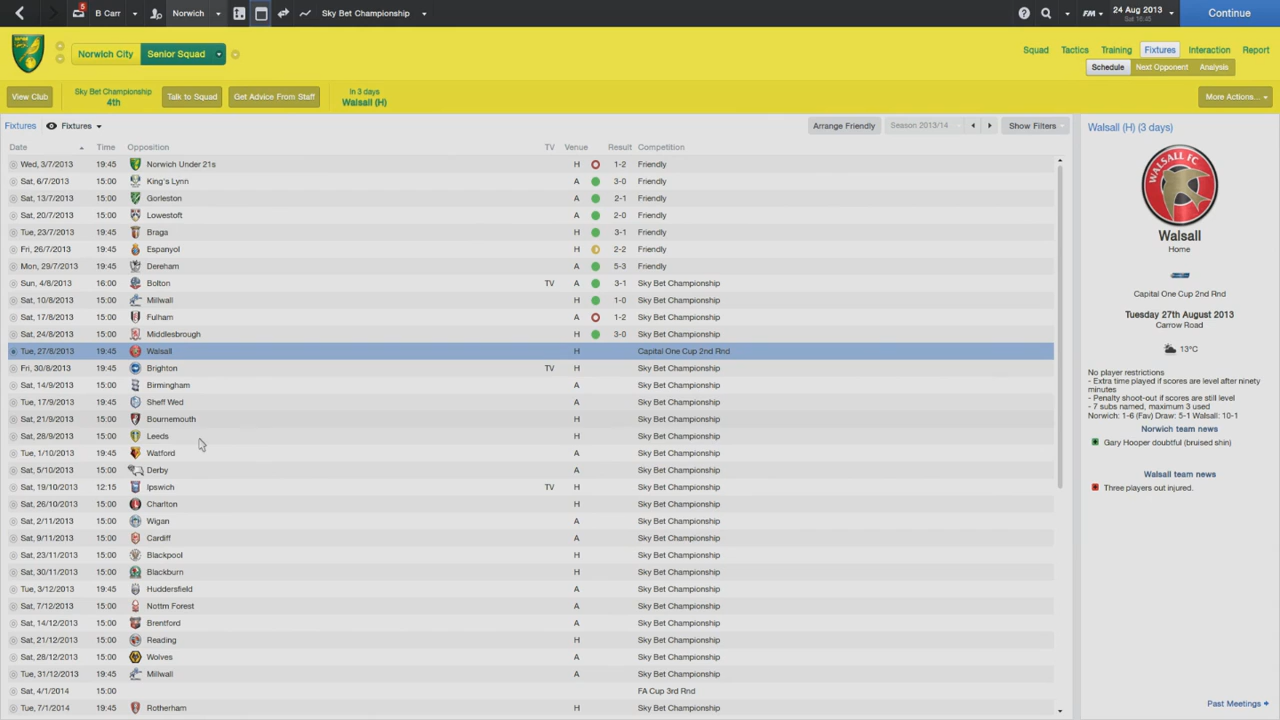 5 B Carr Norwich Sky Bet Championship FM 24 Aug 2013 Sat 16:45 Continue
Norwich City Senior Squad Squad Tactics Training Fixtures Interaction Report
Schedule Next Opponent Analysis
View Club Sky Bet Championship 4th Talk to Squad Get Advice From Staff In 3 days Walsall (H) More Actions...
Fixtures Fixtures Arrange Friendly Season 2013/14 Show Filters
Date Time Opposition TV Venue Result Competition
Wed, 3/7/2013 19:45 Norwich Under 21s H 1-2 Friendly
Sat, 6/7/2013 15:00 King's Lynn A 3-0 Friendly
Sat, 13/7/2013 15:00 Gorleston A 2-1 Friendly
Sat, 20/7/2013 15:00 Lowestoft A 2-0 Friendly
Tue, 23/7/2013 19:45 Braga H 3-1 Friendly
Fri, 26/7/2013 19:45 Espanyol H 2-2 Friendly
Mon, 29/7/2013 19:45 Dereham A 5-3 Friendly
Sun, 4/8/2013 16:00 Bolton TV A 3-1 Sky Bet Championship
Sat, 10/8/2013 15:00 Millwall H 1-0 Sky Bet Championship
Sat, 17/8/2013 15:00 Fulham A 1-2 Sky Bet Championship
Sat, 24/8/2013 15:00 Middlesbrough H 3-0 Sky Bet Championship
Tue, 27/8/2013 19:45 Walsall H Capital One Cup 2nd Rnd
Fri, 30/8/2013 19:45 Brighton TV H Sky Bet Championship
Sat, 14/9/2013 15:00 Birmingham A Sky Bet Championship
Tue, 17/9/2013 19:45 Sheff Wed A Sky Bet Championship
Sat, 21/9/2013 15:00 Bournemouth H Sky Bet Championship
Sat, 28/9/2013 15:00 Leeds H Sky Bet Championship
Tue, 1/10/2013 19:45 Watford A Sky Bet Championship
Sat, 5/10/2013 15:00 Derby A Sky Bet Championship
Sat, 19/10/2013 12:15 Ipswich TV H Sky Bet Championship
Sat, 26/10/2013 15:00 Charlton H Sky Bet Championship
Sat, 2/11/2013 15:00 Wigan A Sky Bet Championship
Sat, 9/11/2013 15:00 Cardiff A Sky Bet Championship
Sat, 23/11/2013 15:00 Blackpool H Sky Bet Championship
Sat, 30/11/2013 15:00 Blackburn H Sky Bet Championship
Tue, 3/12/2013 19:45 Huddersfield A Sky Bet Championship
Sat, 7/12/2013 15:00 Nottm Forest A Sky Bet Championship
Sat, 14/12/2013 15:00 Brentford A Sky Bet Championship
Sat, 21/12/2013 15:00 Reading H Sky Bet Championship
Sat, 28/12/2013 15:00 Wolves A Sky Bet Championship
Tue, 31/12/2013 19:45 Millwall A Sky Bet Championship
Sat, 4/1/2014 15:00 FA Cup 3rd Rnd
Tue, 7/1/2014 19:45 Rotherham H Sky Bet Championship
Walsall (H) (3 days)
WALSALL FC
Walsall
Home
Capital One Cup 2nd Rnd
Tuesday 27th August 2013
Carrow Road
13°C
No player restrictions
- Extra time played if scores are level after ninety
minutes
- Penalty shoot-out if scores are still level
- 7 subs named, maximum 3 used
Norwich: 1-6 (Fav) Draw: 5-1 Walsall: 10-1
Norwich team news
Gary Hooper doubtful (bruised shin)
Walsall team news
Three players out injured.
Past Meetings